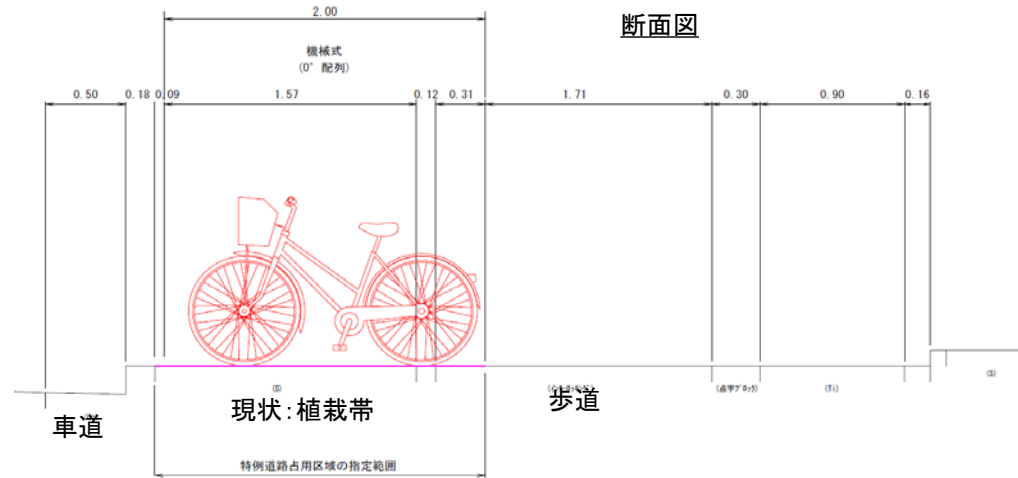 断面図
2.00
機械式
(0° 配列)
0.50 0.18 0.09 1.57 0.12 0.31 1.71 0.30 0.90 0.16
(S) (点字ブロック) (Ti) (S)
車道 現状:植栽帯 歩道
特例道路占用区域の指定範囲